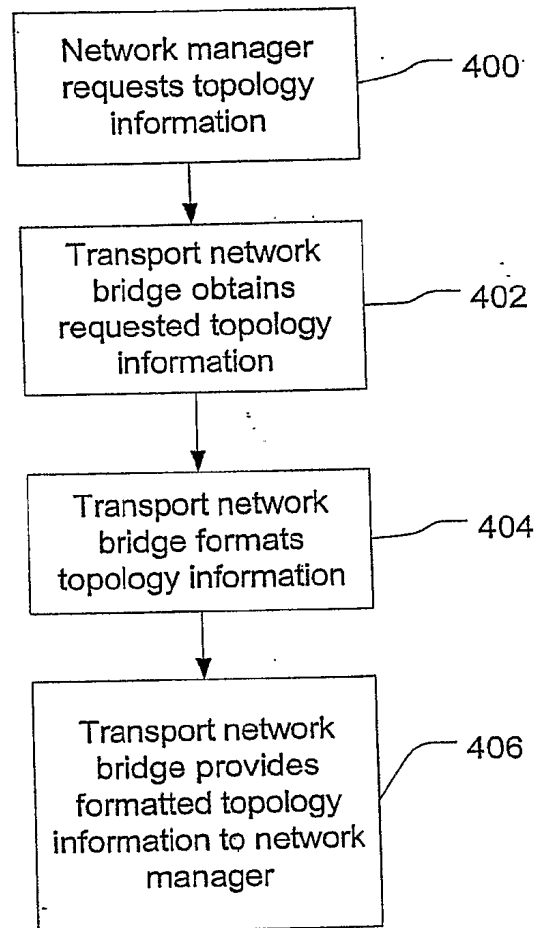 Network manager
requests topology
information
400
Transport network
bridge obtains
requested topology
information
402
Transport network
bridge formats
topology information
404
Transport network
bridge provides
formatted topology
information to network
manager
406